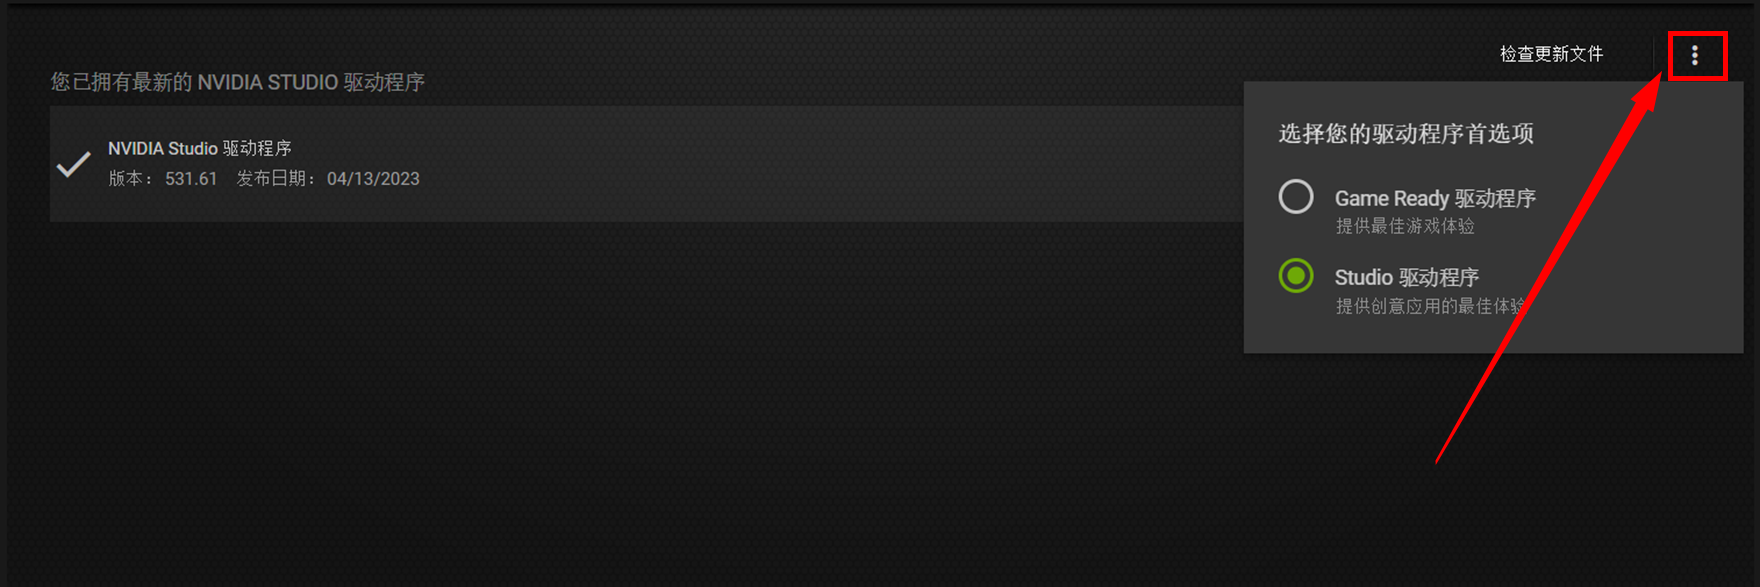 检查更新文件
您已拥有最新的 NVIDIA STUDIO 驱动程序
NVIDIA Studio 驱动程序
版本： 531.61 发布日期： 04/13/2023
选择您的驱动程序首选项
Game Ready 驱动程序
提供最佳游戏体验
Studio 驱动程序
提供创意应用的最佳体验